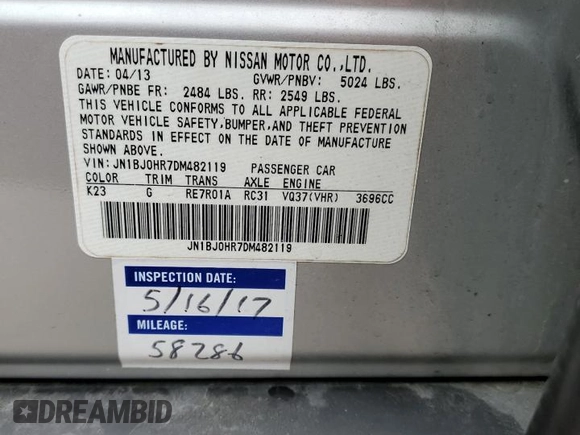 MANUFACTURED BY NISSAN MOTOR CO.,LTD.
DATE: 04/13 GVWR/PNBV: 5024 LBS.
GAWR/PNBE FR: 2484 LBS. RR: 2549 LBS.
THIS VEHICLE CONFORMS TO ALL APPLICABLE FEDERAL
MOTOR VEHICLE SAFETY,BUMPER,AND THEFT PREVENTION
STANDARDS IN EFFECT ON THE DATE OF MANUFACTURE
SHOWN ABOVE.
VIN: JN1BJ0HR7DM482119 PASSENGER CAR
COLOR TRIM TRANS AXLE ENGINE
K23 G RE7R01A RC31 VQ37(VHR) 3696CC
JN1BJ0HR7DM482119
INSPECTION DATE:
5/16/17
MILEAGE:
58286
DREAMBID